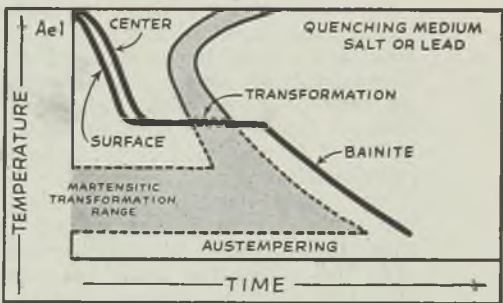 Ae1
CENTER
QUENCHING MEDIUM
SALT OR LEAD
TRANSFORMATION
SURFACE
BAINITE
MARTENSITIC
TRANSFORMATION
RANGE
AUSTEMPERING
TEMPERATURE
TIME